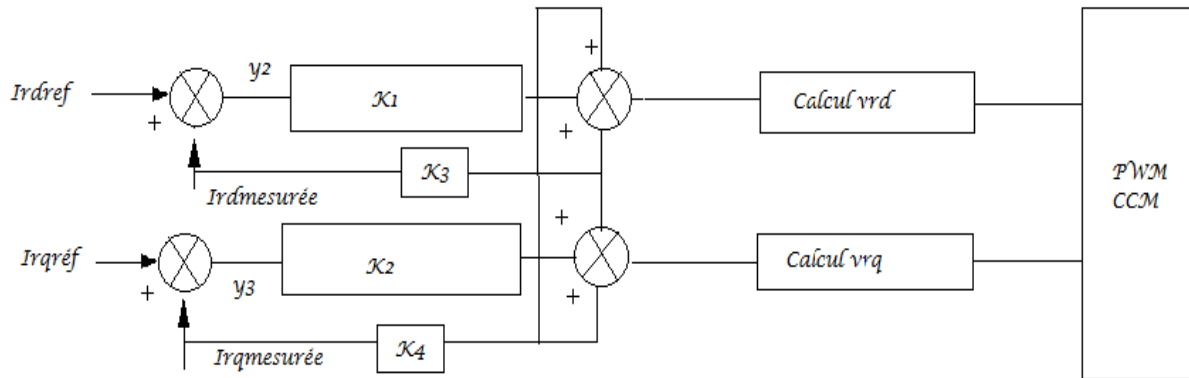 +
y2
Irdref
K1
Calcul vrd
+
+
K3
PWM
CCM
Irdmesurée
+
Irqréf
K2
Calcul vrq
+
y3
+
K4
Irqmesurée